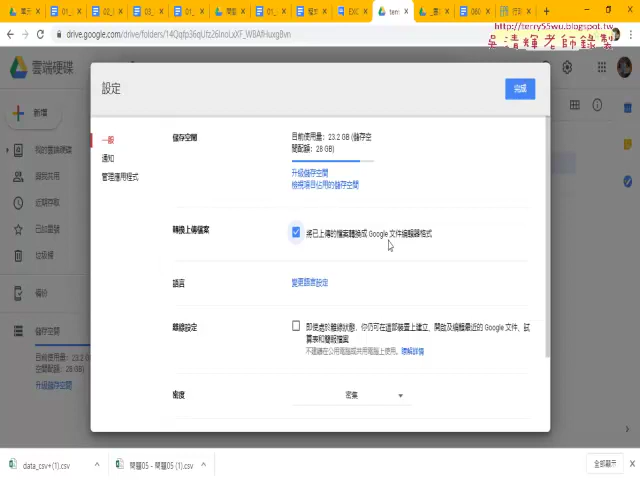 drive.google.com/drive/folders/
http://terry55wu.blogspot.tw
吳清輝老師錄製
雲端硬碟
新增
我的雲端硬碟
與我共用
近期存取
已加星號
垃圾桶
備份
儲存空間
目前使用量：23.2 G
間配額：28 GB)
升級儲存空間
設定
完成
一般
通知
管理應用程式
儲存空間
目前使用量：23.2 GB (儲存空
間配額：28 GB)
升級儲存空間
檢視項目佔用的儲存空間
轉換上傳檔案
將已上傳的檔案轉換成 Google 文件編輯器格式
語言
變更語言設定
離線設定
即使處於離線狀態，你仍可在這部裝置上建立、開啟及編輯最近的 Google 文件、試
算表和簡報檔案
不建議在公用電腦或共用電腦上使用。瞭解詳情
密度
密集
data_csv+(1).csv
問題05 - 問題05 (1).csv
全部顯示